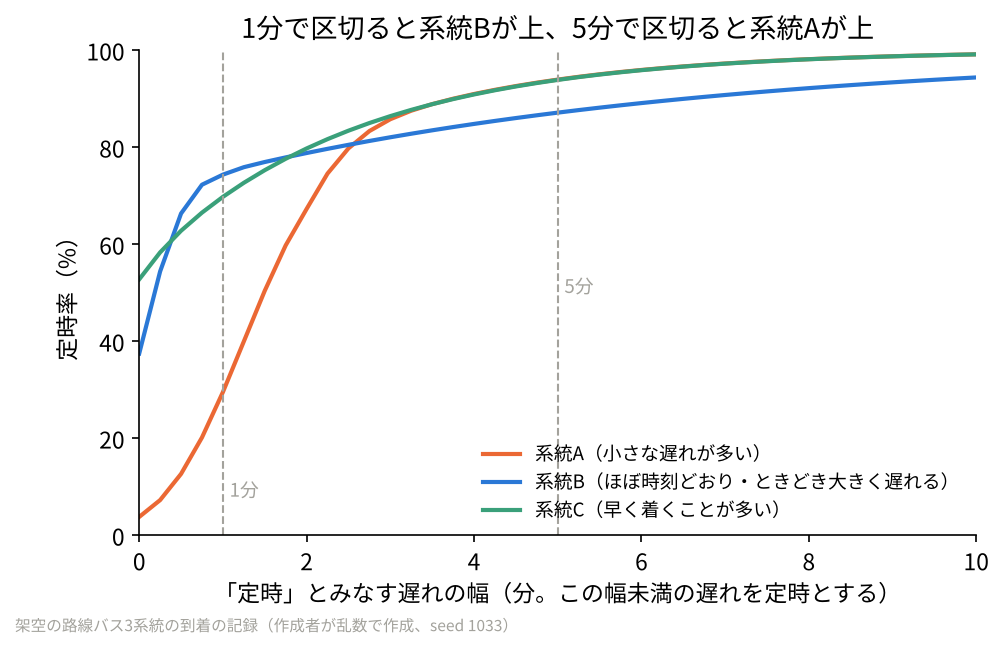 1分で区切ると系統Bが上、5分で区切ると系統Aが上
100
80
60
40
20
0
定時率（%）
5分
1分
系統A（小さな遅れが多い）
系統B（ほぼ時刻どおり・ときどき大きく遅れる）
系統C（早く着くことが多い）
0
2
4
6
8
10
「定時」とみなす遅れの幅（分。この幅未満の遅れを定時とする）
架空の路線バス3系統の到着の記録（作成者が乱数で作成、seed 1033）